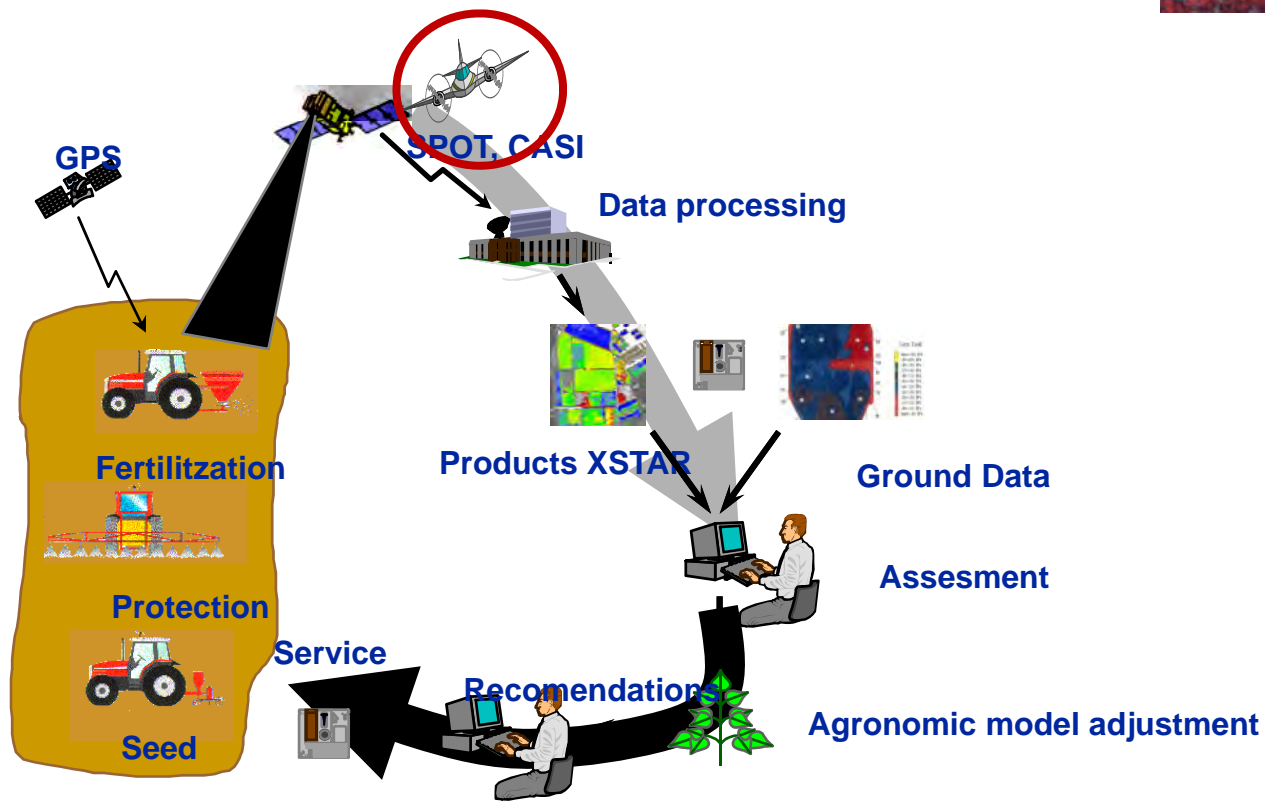 SPOT, CASI
GPS
Data processing
Products XSTAR
Ground Data
Fertilitzation
Assesment
Protection
Service
Recomendations
Agronomic model adjustment
Seed